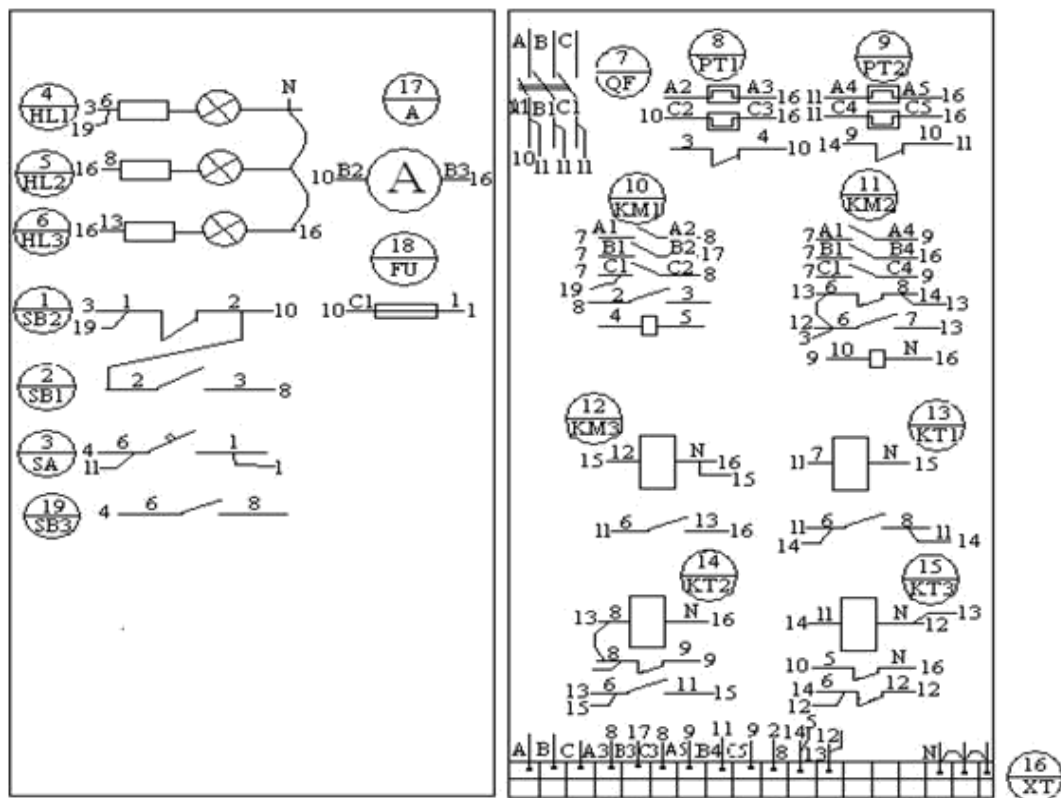 4
HL1
3 6
19
N
17
A
5
HL2
16 8
10 B2 A B3 16
6
HL3
16 13
16
18
FU
10 C1 1 1
1
SB2
3 1 2 10
19
2
SB1
2 3 8
3
SA
4 6 1
11 1
19
SB3
4 6 8
A B C
A1 B1 C1
10 11 11 11
7
QF
8
PT1
A2 A3 16
10 C2 C3 16
3 4 10
9
PT2
11 A4 A5 16
11 C4 C5 16
14 9 10 11
10
KM1
7 A1 A2 8
7 B1 B2 17
7 C1 C2 8
19
8 2 3
4 5
11
KM2
7 A1 A4 9
7 B1 B4 16
7 C1 C4 9
13 6 8 14
13
12 6 7 13
3
9 10 N 16
12
KM3
15 12 N 16
15
11 6 13 16
13
KT1
11 7 N 15
11 6 8 11
14 14
14
KT2
13 8 N 16
8 9 9
13 6 11 15
15
15
KT3
14 11 N 13
12
10 5 N 16
14 6 12 12
12
8 17 8 9 11 9 2 14 5 12
A B C A3 B3 C3 A5 B4 C5 8 13 N
16
XT